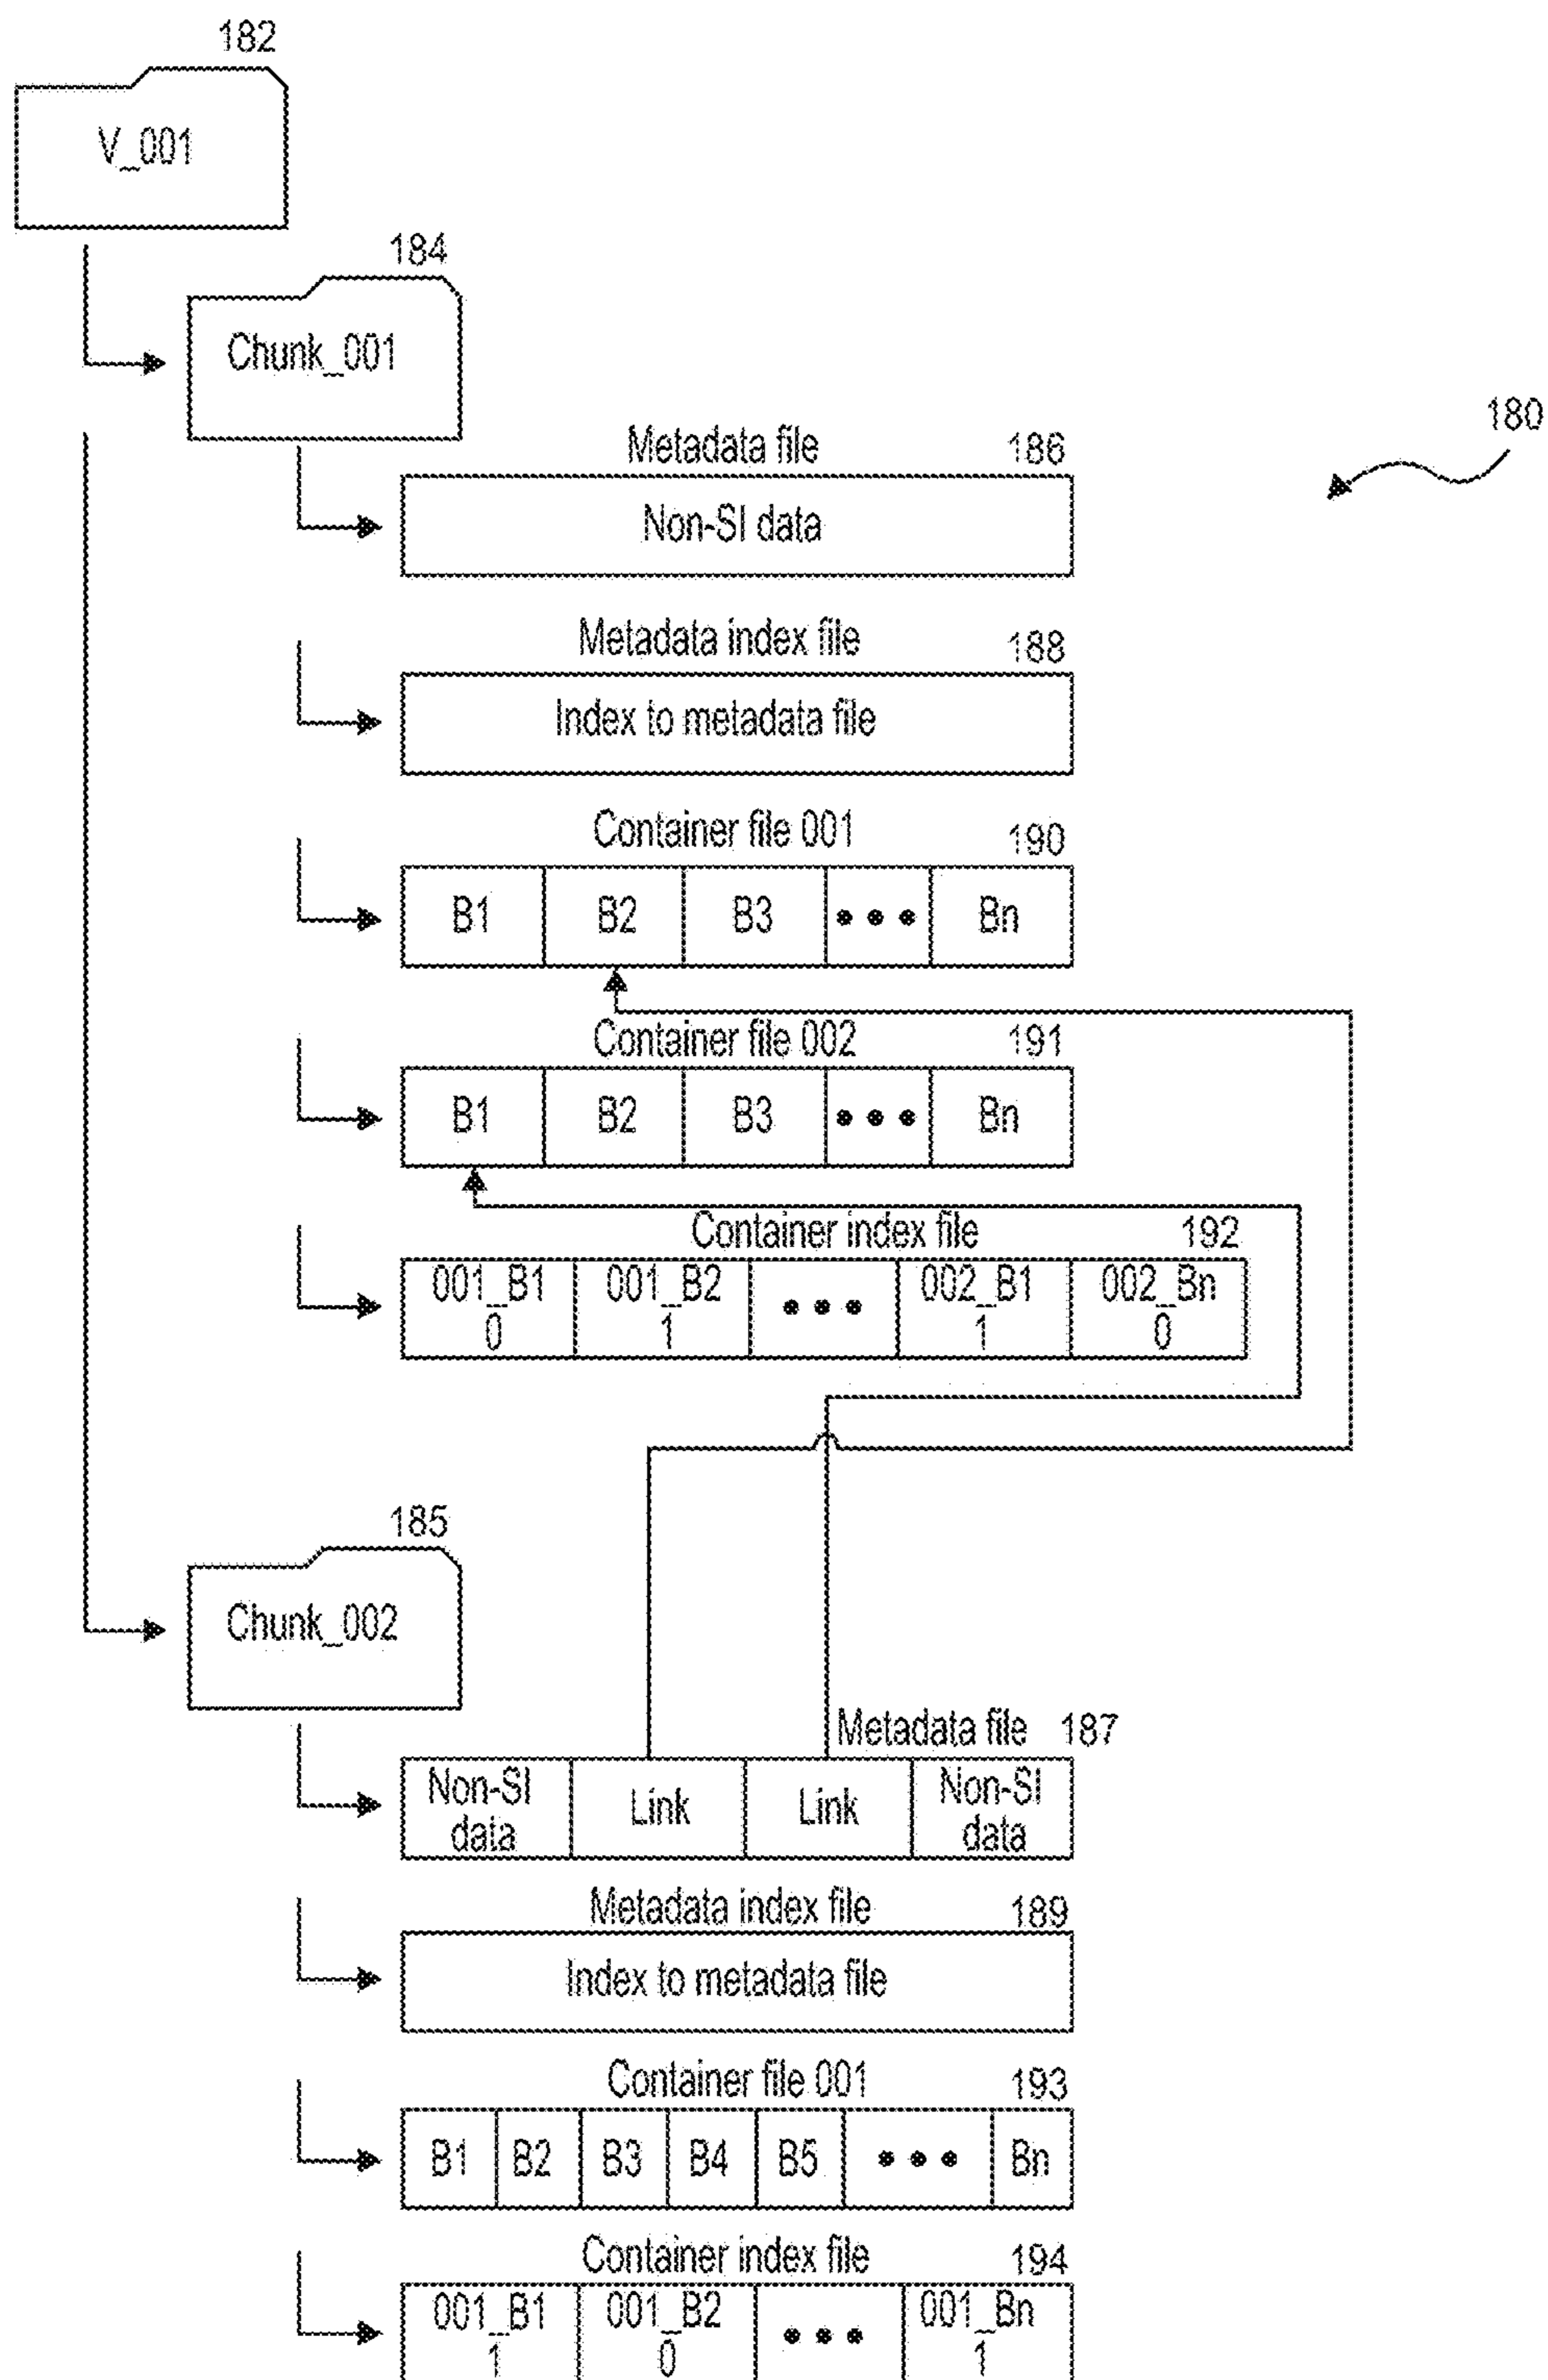 182
V_001
184
Chunk_001
180
Metadata file 186
Non-SI data
Metadata index file 188
Index to metadata file
Container file 001 190
B1 B2 B3 ••• Bn
Container file 002 191
B1 B2 B3 ••• Bn
Container index file 192
001_B1 001_B2 ••• 002_B1 002_Bn
0 1 1 0
185
Chunk_002
Metadata file 187
Non-SI Link Link Non-SI
data data
Metadata index file 189
Index to metadata file
Container file 001 193
B1 B2 B3 B4 B5 ••• Bn
Container index file 194
001_B1 001_B2 ••• 001_Bn
1 0 1